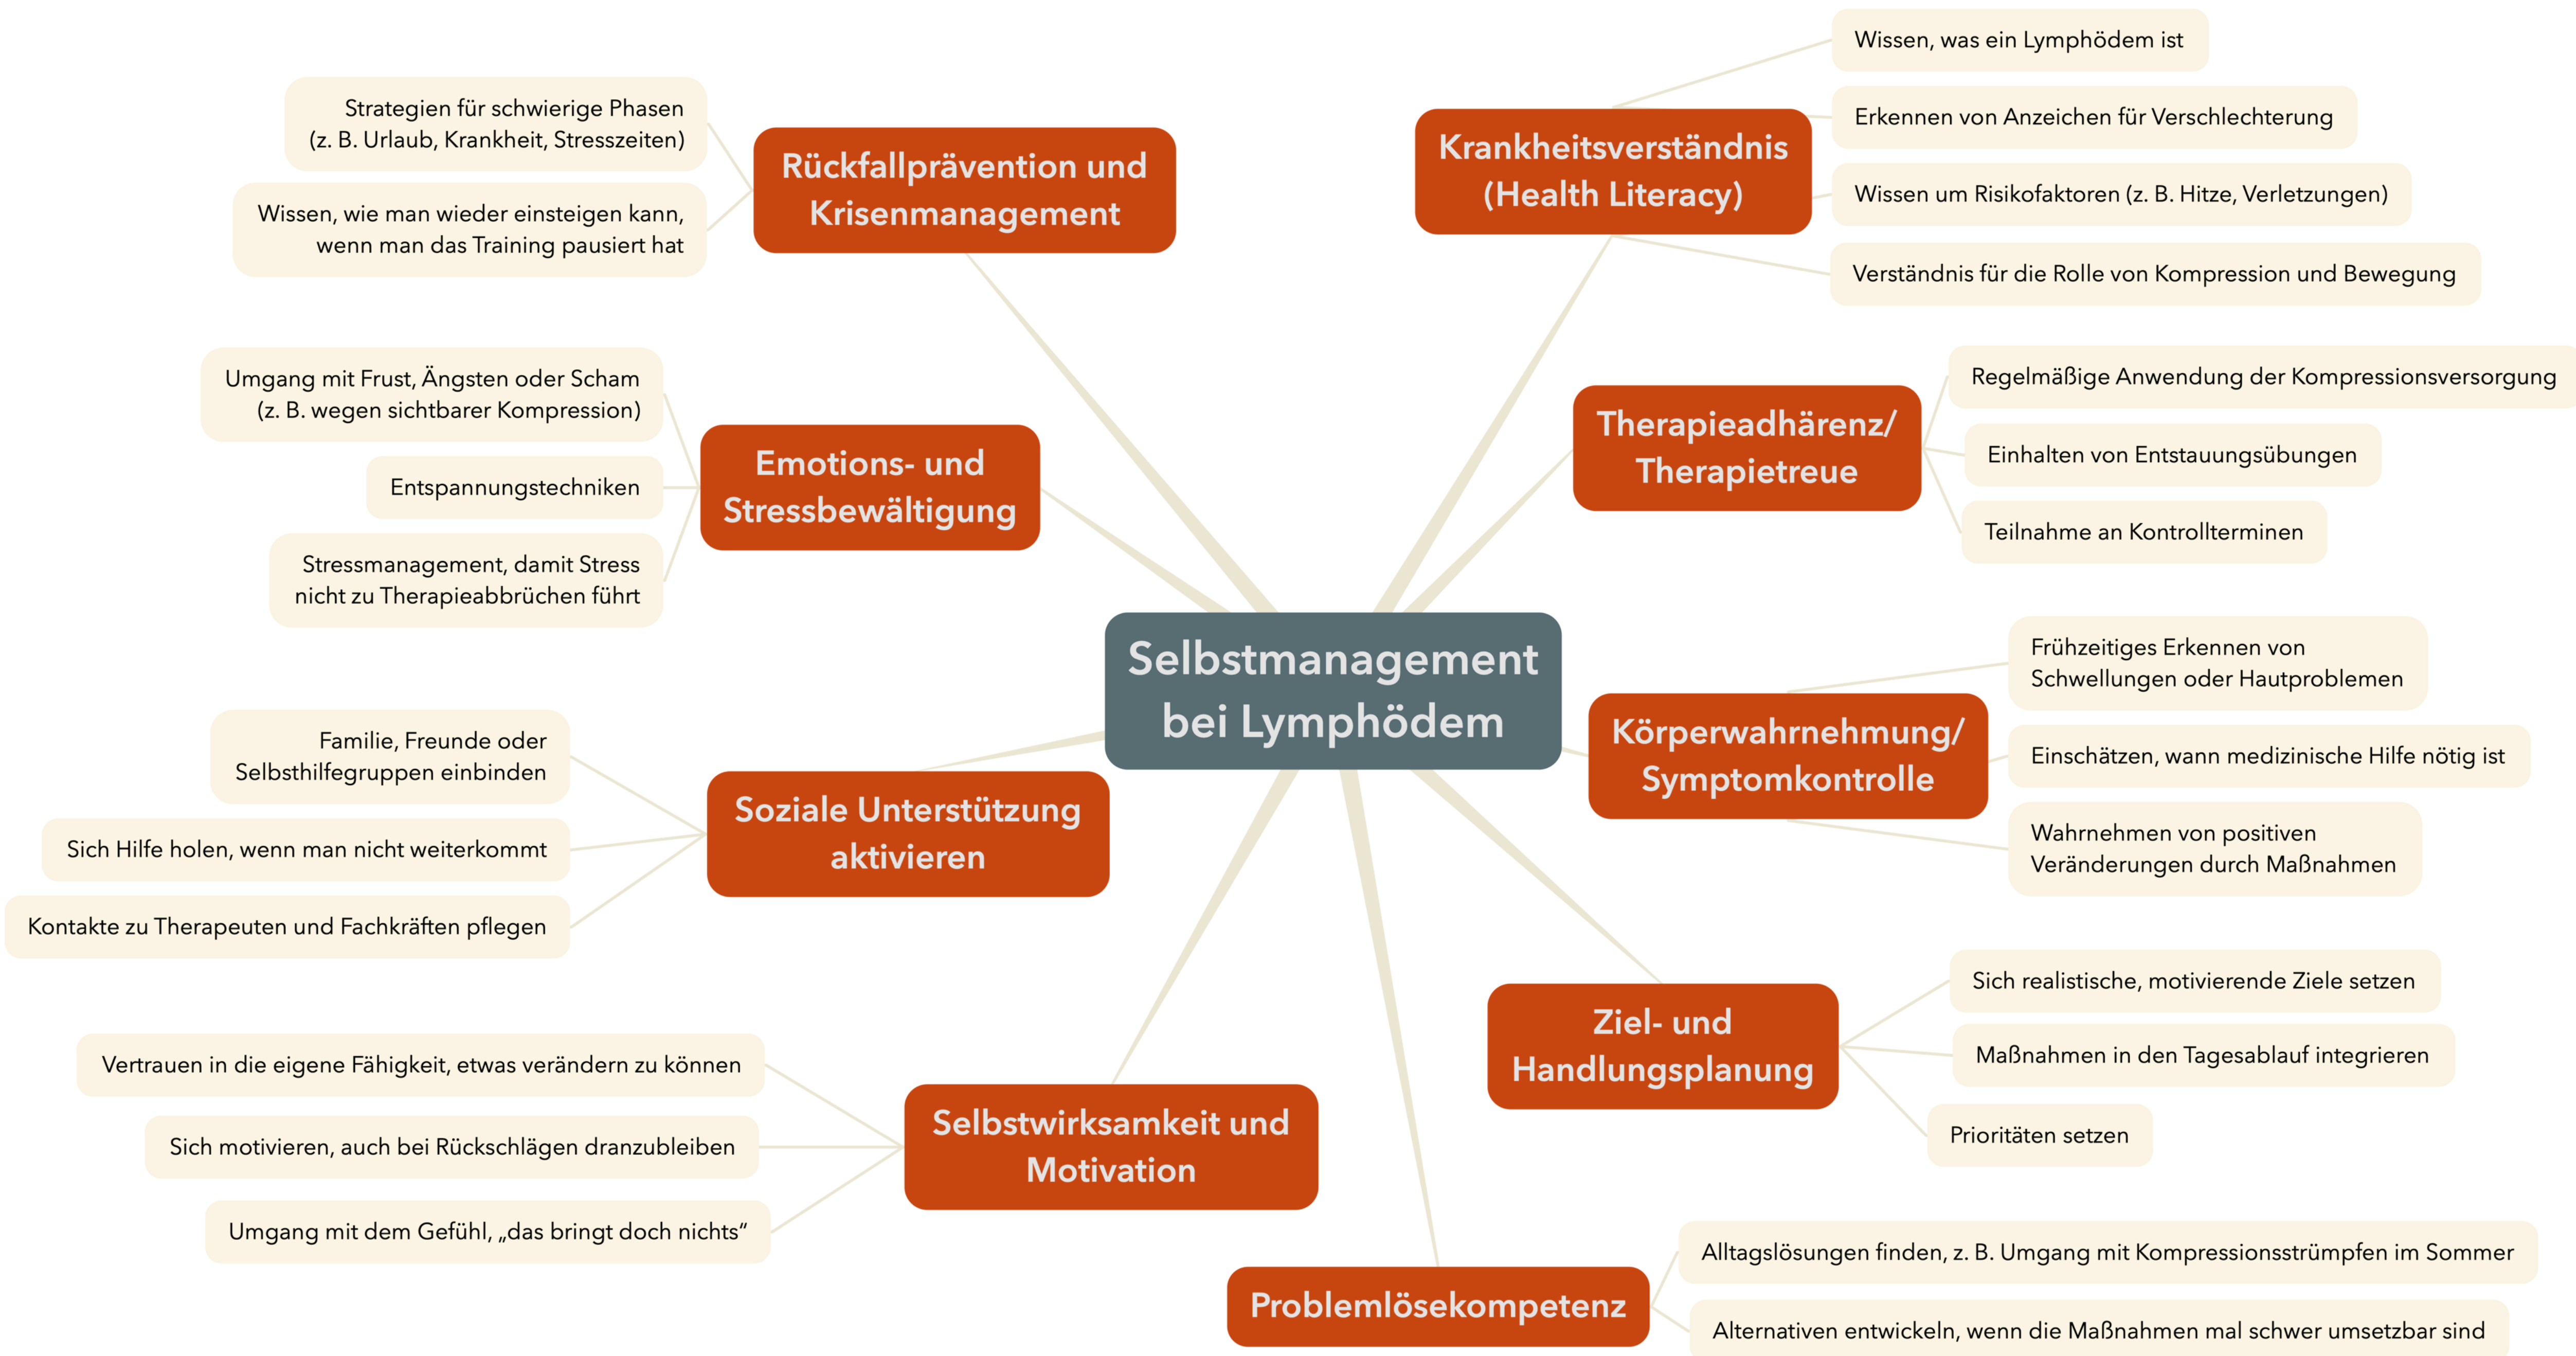 Selbstmanagement
bei Lymphödem
Krankheitsverständnis
(Health Literacy)
Wissen, was ein Lymphödem ist
Erkennen von Anzeichen für Verschlechterung
Wissen um Risikofaktoren (z. B. Hitze, Verletzungen)
Verständnis für die Rolle von Kompression und Bewegung
Therapieadhärenz/
Therapietreue
Regelmäßige Anwendung der Kompressionsversorgung
Einhalten von Entstauungsübungen
Teilnahme an Kontrollterminen
Körperwahrnehmung/
Symptomkontrolle
Frühzeitiges Erkennen von
Schwellungen oder Hautproblemen
Einschätzen, wann medizinische Hilfe nötig ist
Wahrnehmen von positiven
Veränderungen durch Maßnahmen
Ziel- und
Handlungsplanung
Sich realistische, motivierende Ziele setzen
Maßnahmen in den Tagesablauf integrieren
Prioritäten setzen
Problemlösekompetenz
Alltagslösungen finden, z. B. Umgang mit Kompressionsstrümpfen im Sommer
Alternativen entwickeln, wenn die Maßnahmen mal schwer umsetzbar sind
Selbstwirksamkeit und
Motivation
Vertrauen in die eigene Fähigkeit, etwas verändern zu können
Sich motivieren, auch bei Rückschlägen dranzubleiben
Umgang mit dem Gefühl, „das bringt doch nichts“
Soziale Unterstützung
aktivieren
Familie, Freunde oder
Selbsthilfegruppen einbinden
Sich Hilfe holen, wenn man nicht weiterkommt
Kontakte zu Therapeuten und Fachkräften pflegen
Emotions- und
Stressbewältigung
Umgang mit Frust, Ängsten oder Scham
(z. B. wegen sichtbarer Kompression)
Entspannungstechniken
Stressmanagement, damit Stress
nicht zu Therapieabbrüchen führt
Rückfallprävention und
Krisenmanagement
Strategien für schwierige Phasen
(z. B. Urlaub, Krankheit, Stresszeiten)
Wissen, wie man wieder einsteigen kann,
wenn man das Training pausiert hat